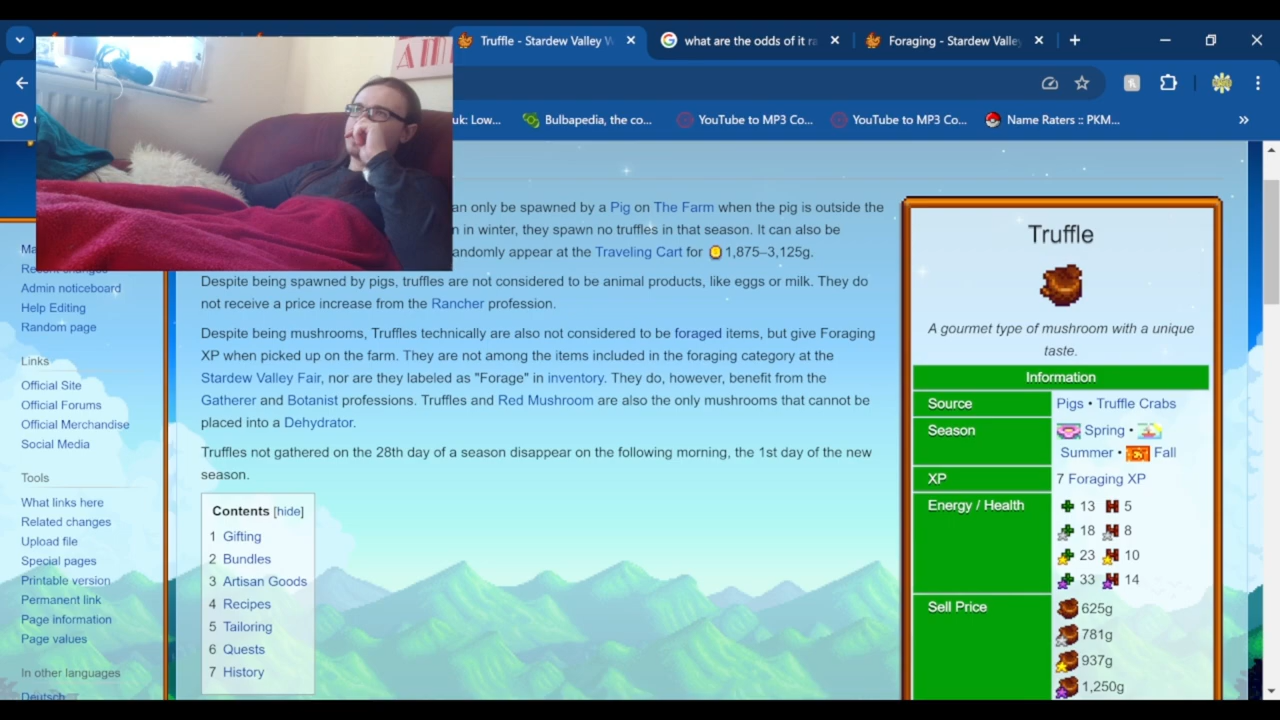 Truffle - Stardew Valley W
what are the odds of it ra
Foraging - Stardew Valle
uk: Low...
Bulbapedia, the co...
YouTube to MP3 Co...
YouTube to MP3 Co...
Name Raters :: PKM...
»
an only be spawned by a Pig on The Farm when the pig is outside the
n in winter, they spawn no truffles in that season. It can also be
andomly appear at the Traveling Cart for 1,875–3,125g.
Despite being spawned by pigs, truffles are not considered to be animal products, like eggs or milk. They do
not receive a price increase from the Rancher profession.
Despite being mushrooms, Truffles technically are also not considered to be foraged items, but give Foraging
XP when picked up on the farm. They are not among the items included in the foraging category at the
Stardew Valley Fair, nor are they labeled as "Forage" in inventory. They do, however, benefit from the
Gatherer and Botanist professions. Truffles and Red Mushroom are also the only mushrooms that cannot be
placed into a Dehydrator.
Truffles not gathered on the 28th day of a season disappear on the following morning, the 1st day of the new
season.
Contents [hide]
1 Gifting
2 Bundles
3 Artisan Goods
4 Recipes
5 Tailoring
6 Quests
7 History
Ma
Recent changes
Admin noticeboard
Help Editing
Random page
Links
Official Site
Official Forums
Official Merchandise
Social Media
Tools
What links here
Related changes
Upload file
Special pages
Printable version
Permanent link
Page information
Page values
In other languages
Deutsch
Truffle
A gourmet type of mushroom with a unique
taste.
Information
Source Pigs • Truffle Crabs
Season Spring •
Summer • Fall
XP 7 Foraging XP
Energy / Health 13 5
18 8
23 10
33 14
Sell Price 625g
781g
937g
1,250g